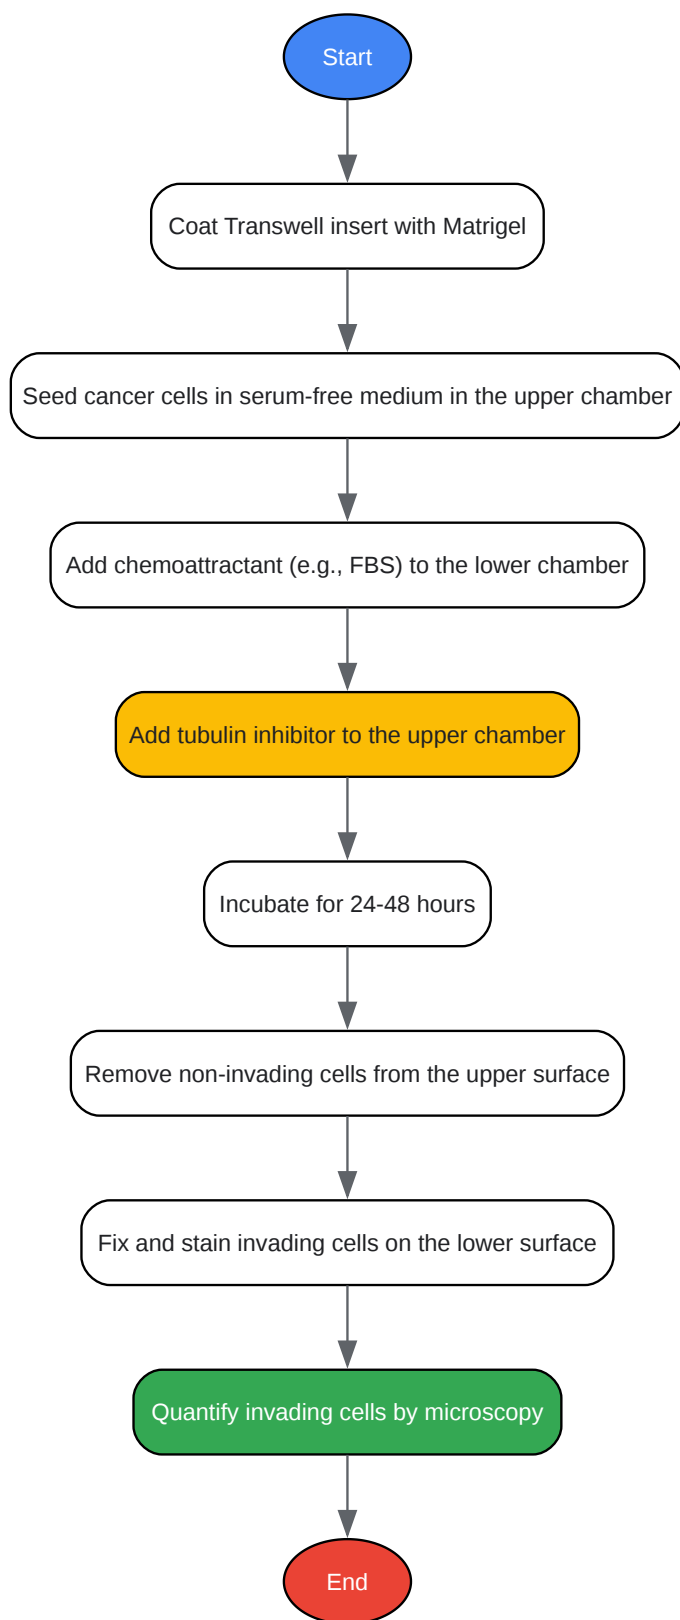 Start
Coat Transwell insert with Matrigel
Seed cancer cells in serum-free medium in the upper chamber
Add chemoattractant (e.g., FBS) to the lower chamber
Add tubulin inhibitor to the upper chamber
Incubate for 24-48 hours
Remove non-invading cells from the upper surface
Fix and stain invading cells on the lower surface
Quantify invading cells by microscopy
End